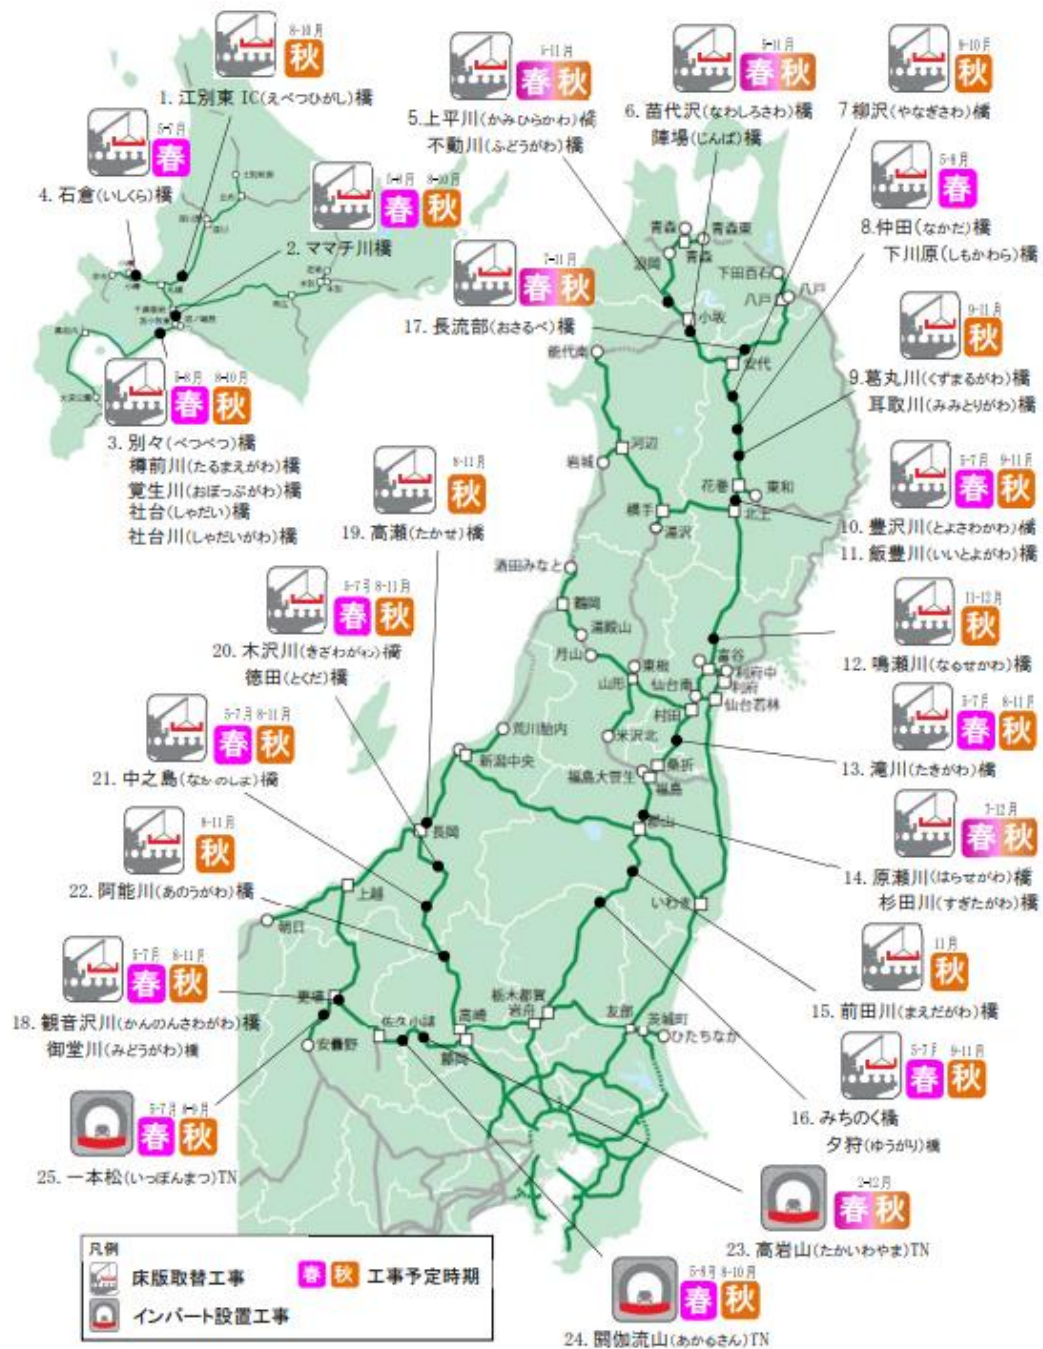 8-10月
秋
1. 江別東 IC(えべつひがし)橋
5-7月
春
4. 石倉(いしくら)橋
春 秋
8-10月
2. ママチ川橋
8-10月
春 秋
3. 別々(べつべつ)橋
樽前川(たるまえがわ)橋
覚生川(おぼっぷがわ)橋
社台(しゃだい)橋
社台川(しゃだいがわ)橋
5-11月
春 秋
5. 上平川(かみひらかわ)橋
不動川(ふどうがわ)橋
5-11月
春 秋
6. 苗代沢(なわしろさわ)橋
陣場(じんば)橋
9-10月
秋
7 柳沢(やなぎさわ)橋
5-8月
春
8. 仲田(なかだ)橋
下川原(しもかわら)橋
7-11月
春 秋
17. 長流部(おさるべ)橋
9-11月
秋
9. 葛丸川(くずまるがわ)橋
耳取川(みみとりがわ)橋
5-7月 9-11月
春 秋
10. 豊沢川(とよさわかわ)橋
11. 飯豊川(いいとよがわ)橋
8-11月
秋
19. 高瀬(たかせ)橋
5-7月 8-11月
春 秋
20. 木沢川(きざわがわ)橋
徳田(とくだ)橋
11-12月
秋
12. 鳴瀬川(なるせかわ)橋
5-7月 8-11月
春 秋
13. 滝川(たきがわ)橋
5-7月 8-11月
春 秋
21. 中之島(なかのしま)橋
秋
22. 阿能川(あのうがわ)橋
7-12月
春 秋
14. 原瀬川(はらせがわ)橋
杉田川(すぎたがわ)橋
11月
秋
15. 前田川(まえだがわ)橋
5-7月 8-11月
春 秋
18. 観音沢川(かんのんさわがわ)橋
御堂川(みどうがわ)橋
5-7月 9-11月
春 秋
16. みちのく橋
夕狩(ゆうがり)橋
5-7月 8-9月
春 秋
25. 一本松(いっぽんまつ)TN
春 秋
23. 高岩山(たかいわやま)TN
5-8月 8-10月
春 秋
24. 閼伽流山(あかるさん)TN
青森
青森東
青森
浪岡
下田百石
八戸
八戸
小坂
能代南
安代
河辺
岩城
花巻
東和
横手
北上
湯沢
酒田みなと
鶴岡
湯殿山
月山
東根
山形
富谷
利府中
利府
仙台南
仙台若林
村田
米沢北
荒川胎内
新潟中央
福島大笹生
桑折
福島
郡山
長岡
上越
朝日
いわき
更埴
安曇野
佐久小諸
高崎
藤岡
栃木都賀
岩舟
友部
茨城町
ひたちなか
凡例
床版取替工事
春 秋 工事予定時期
インバート設置工事